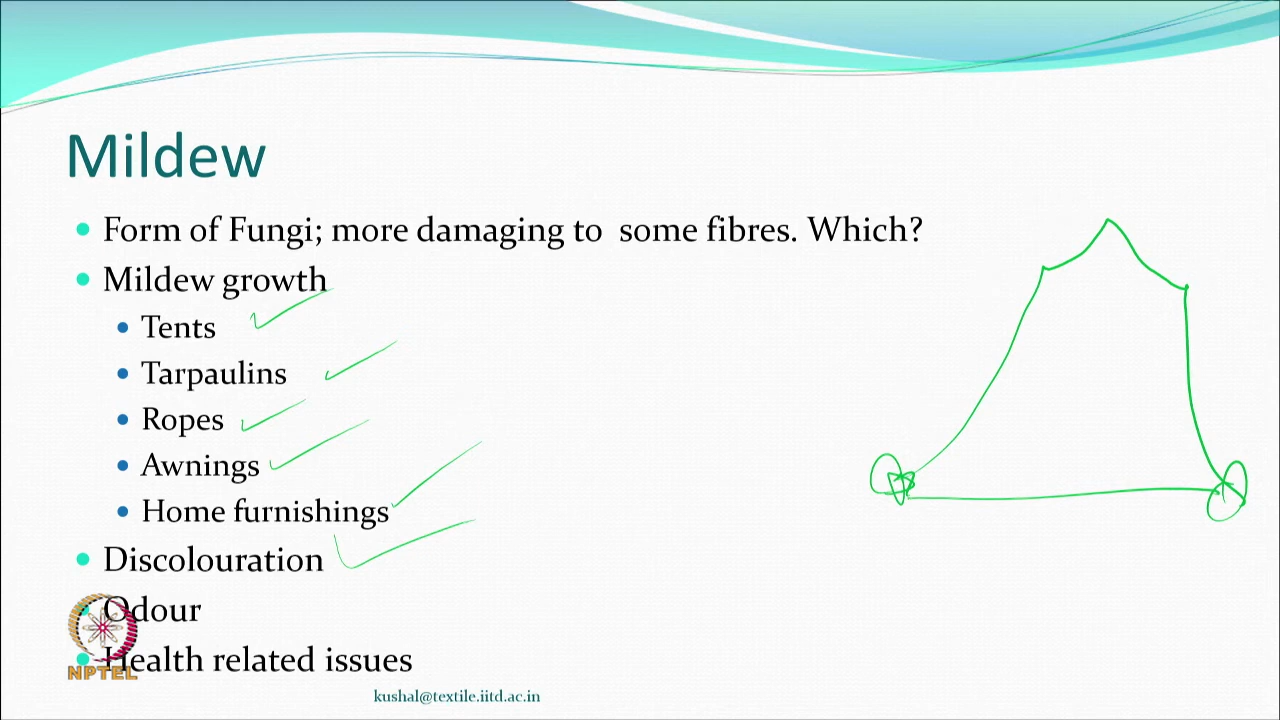 Mildew
Form of Fungi; more damaging to some fibres. Which?
Mildew growth
Tents
Tarpaulins
Ropes
Awnings
Home furnishings
Discolouration
Odour
Health related issues
NPTEL
kushal@textile.iitd.ac.in